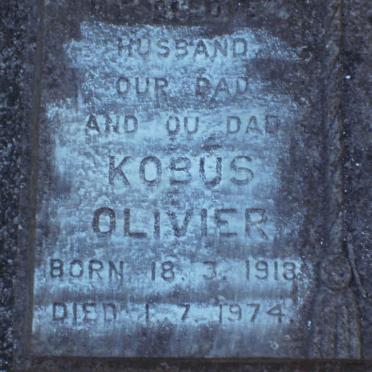 HUSBAND
OUR DAD
AND OU DAD
KOBUS
OLIVIER
BORN 18.3.1918
DIED 1.7.1974.